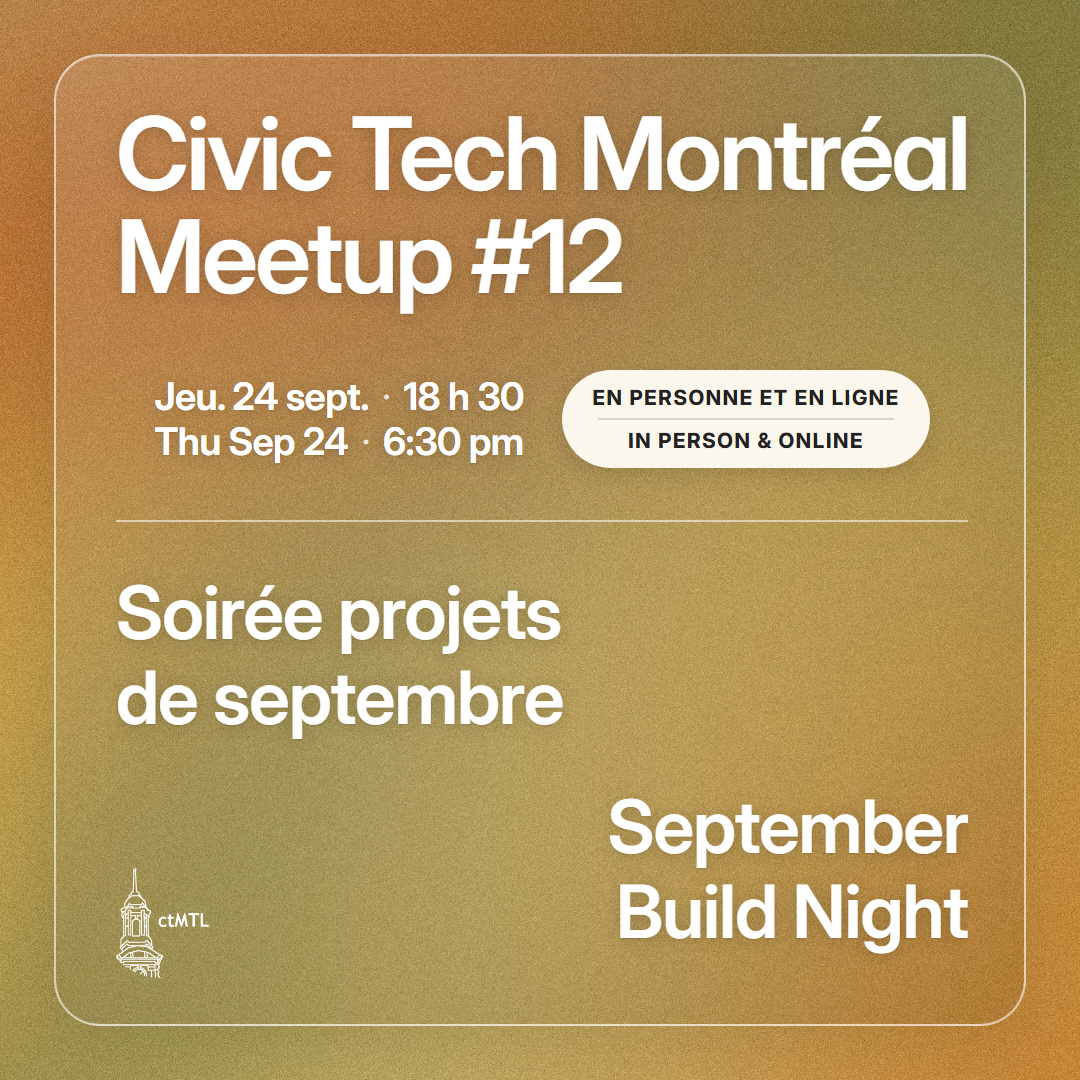 Civic Tech Montréal
Meetup #12
Jeu. 24 sept. · 18 h 30
Thu Sep 24 · 6:30 pm
EN PERSONNE ET EN LIGNE
IN PERSON & ONLINE
Soirée projets
de septembre
September
Build Night
ctMTL